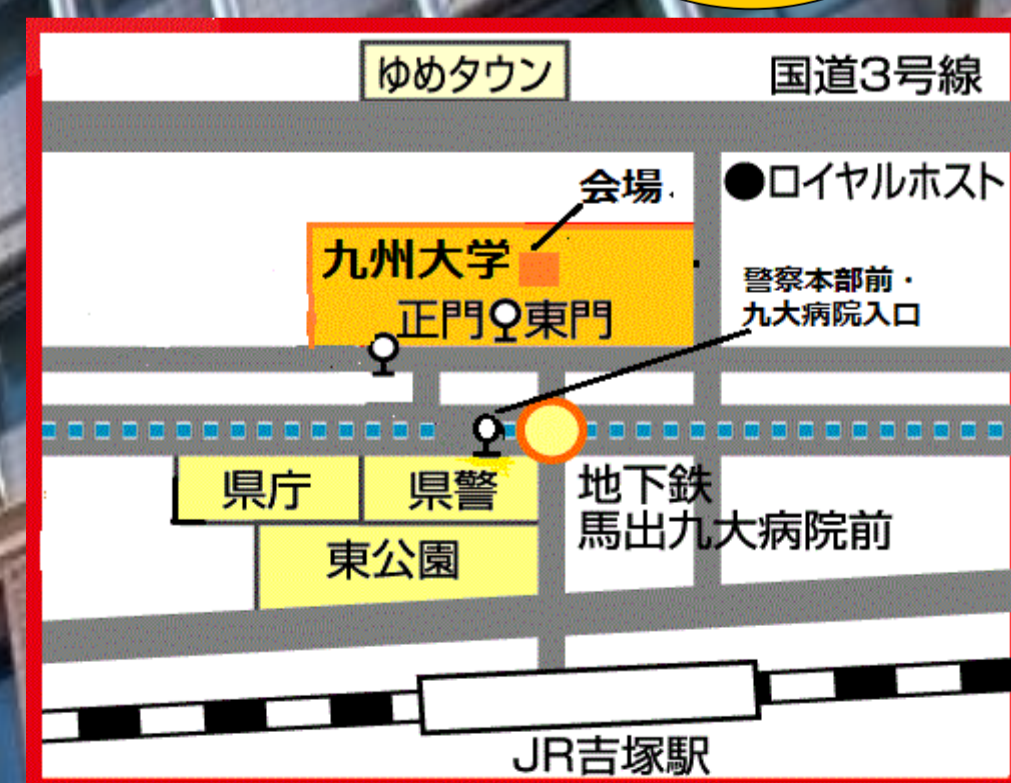 ゆめタウン
国道3号線
会場
●ロイヤルホスト
九州大学
正門
東門
警察本部前・
九大病院入口
県庁
県警
地下鉄
馬出九大病院前
東公園
JR吉塚駅